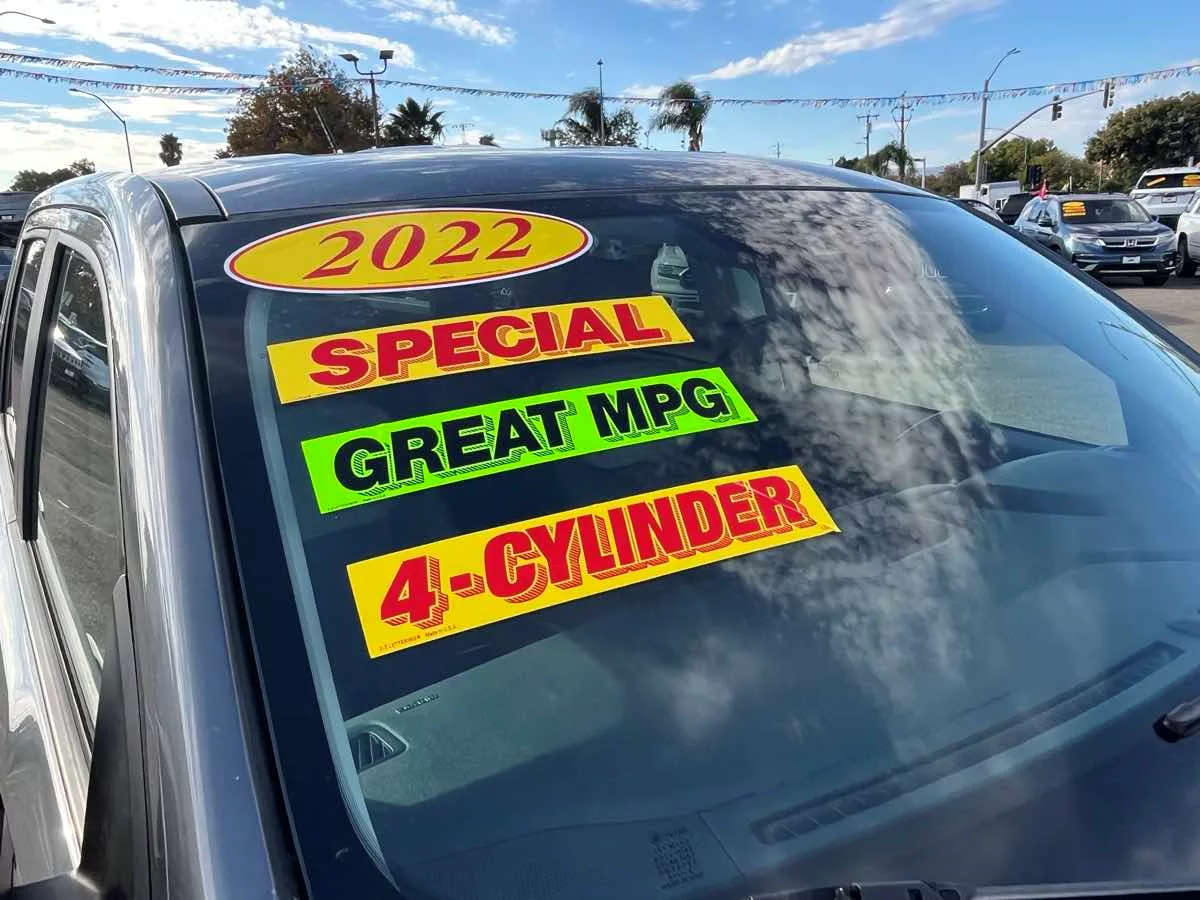 2022
SPECIAL
GREAT MPG
4-CYLINDER